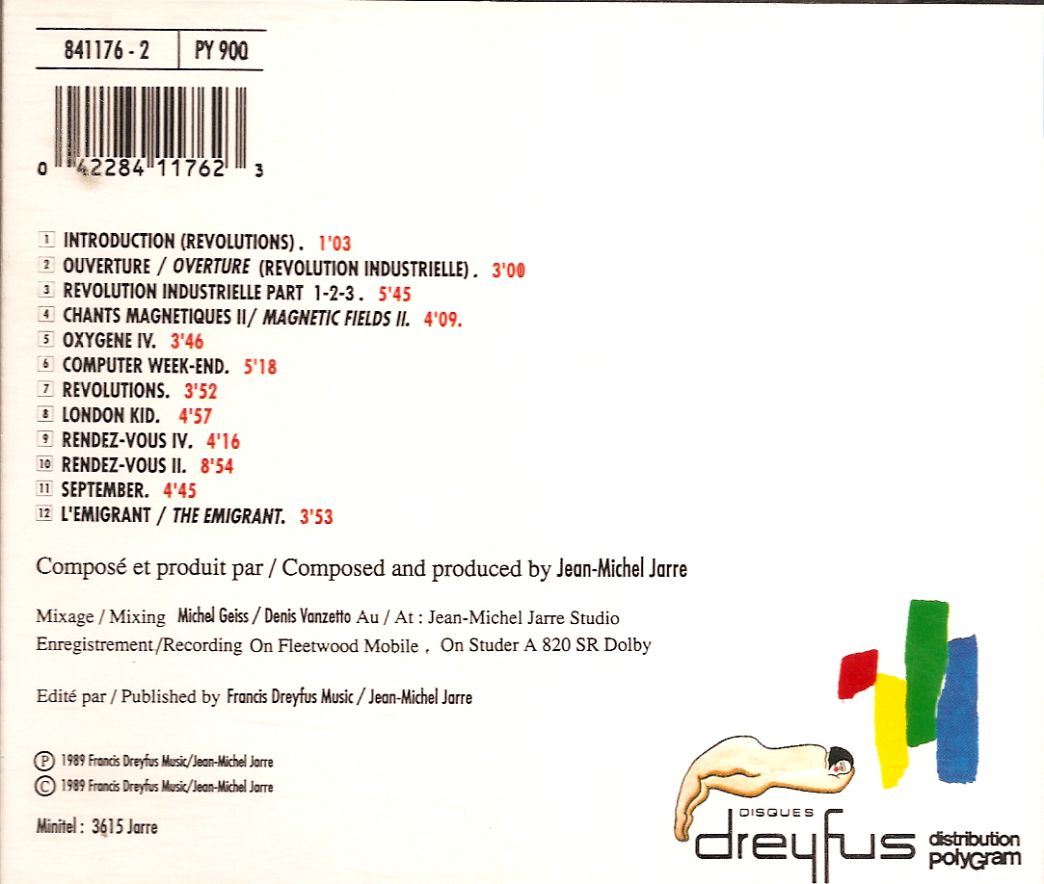 841176 - 2 PY 900
0 42284 11762 3
1 INTRODUCTION (REVOLUTIONS). 1'03
2 OUVERTURE / OVERTURE (REVOLUTION INDUSTRIELLE). 3'00
3 REVOLUTION INDUSTRIELLE PART 1-2-3. 5'45
4 CHANTS MAGNETIQUES II/ MAGNETIC FIELDS II. 4'09.
5 OXYGENE IV. 3'46
6 COMPUTER WEEK-END. 5'18
7 REVOLUTIONS. 3'52
8 LONDON KID. 4'57
9 RENDEZ-VOUS IV. 4'16
10 RENDEZ-VOUS II. 8'54
11 SEPTEMBER. 4'45
12 L'EMIGRANT / THE EMIGRANT. 3'53
Composé et produit par / Composed and produced by Jean-Michel Jarre
Mixage / Mixing Michel Geiss / Denis Vanzetto Au / At : Jean-Michel Jarre Studio
Enregistrement/Recording On Fleetwood Mobile , On Studer A 820 SR Dolby
Edité par / Published by Francis Dreyfus Music / Jean-Michel Jarre
Ⓟ 1989 Francis Dreyfus Music/Jean-Michel Jarre
© 1989 Francis Dreyfus Music/Jean-Michel Jarre
Minitel : 3615 Jarre
DISQUES
dreyfus
distribution
polyGram